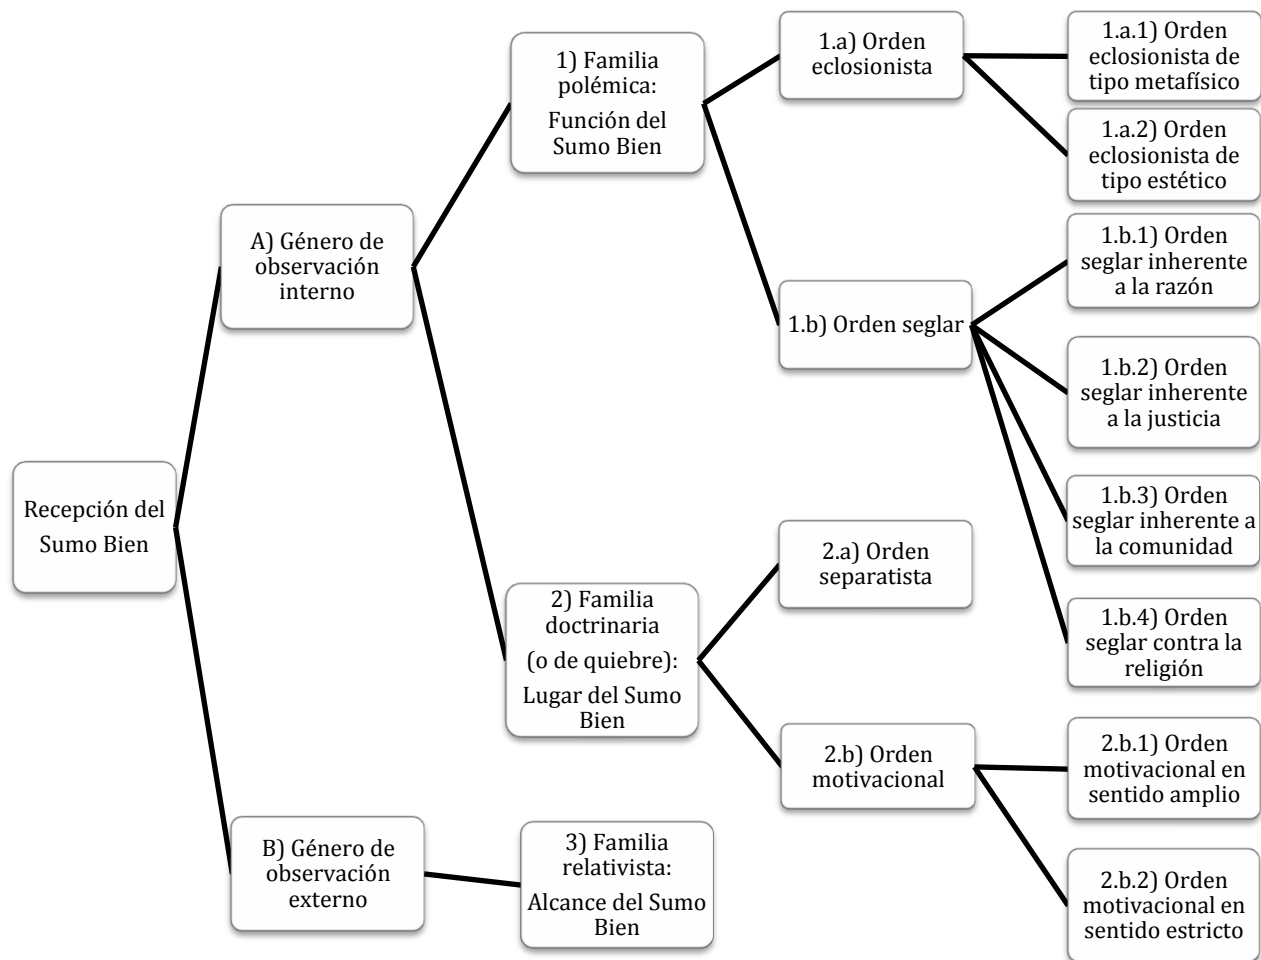 Recepción del
Sumo Bien
A) Género de
observación
interno
B) Género de
observación
externo
1) Familia
polémica:
Función del
Sumo Bien
2) Familia
doctrinaria
(o de quiebre):
Lugar del Sumo
Bien
3) Familia
relativista:
Alcance del Sumo
Bien
1.a) Orden
eclosionista
1.b) Orden seglar
2.a) Orden
separatista
2.b) Orden
motivacional
1.a.1) Orden
eclosionista de
tipo metafísico
1.a.2) Orden
eclosionista de
tipo estético
1.b.1) Orden
seglar inherente
a la razón
1.b.2) Orden
seglar inherente
a la justicia
1.b.3) Orden
seglar inherente a
la comunidad
1.b.4) Orden
seglar contra la
religión
2.b.1) Orden
motivacional en
sentido amplio
2.b.2) Orden
motivacional en
sentido estricto